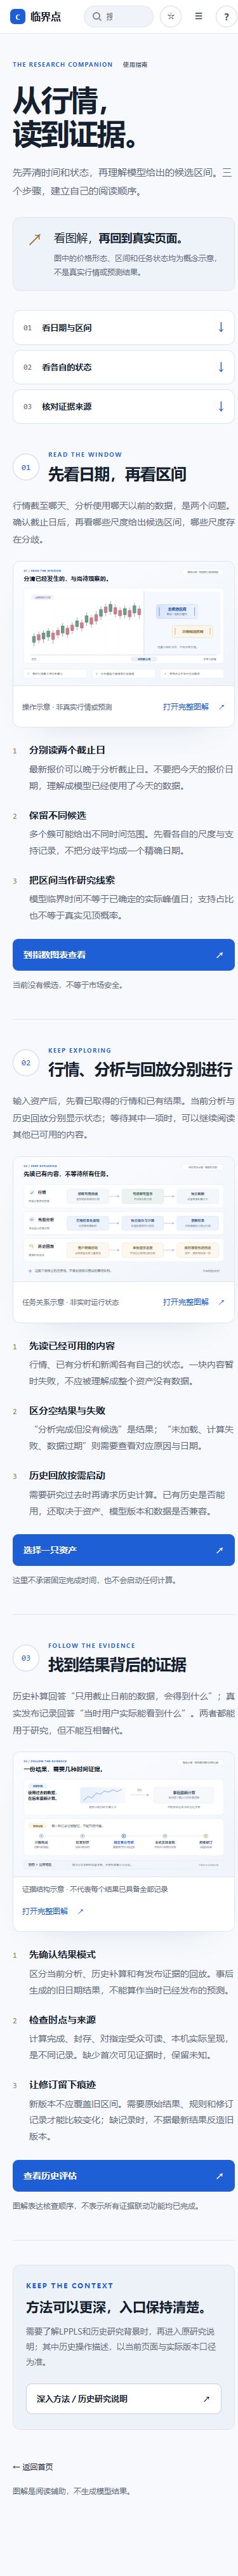 C 临界点
搜
?
THE RESEARCH COMPANION 使用指南
从行情，
读到证据。
先弄清时间和状态，再理解模型给出的候选区间。三
个步骤，建立自己的阅读顺序。
看图解，再回到真实页面。
图中的价格形态、区间和任务状态均为概念示意，
不是真实行情或预测结果。
01 看日期与区间
02 看各自的状态
03 核对证据来源
READ THE WINDOW
01 先看日期，再看区间
行情截至哪天、分析使用哪天以前的数据，是两个问题。
确认截止日后，再看哪些尺度给出候选区间，哪些尺度存
在分歧。
分清已经发生的，与尚待观察的。
操作示意 · 非真实行情或预测
打开完整图解
1 分别读两个截止日
最新报价可以晚于分析截止日。不要把今天的报价日
期，理解成模型已经使用了今天的数据。
2 保留不同候选
多个簇可能给出不同时间范围。先看各自的尺度与支
持记录，不把分歧平均成一个精确日期。
3 把区间当作研究线索
模型临界时间不等于已确定的实际峰值日；支持占比
也不等于真实见顶概率。
到指数图表查看
当前没有候选，不等于市场安全。
KEEP EXPLORING
02 行情、分析与回放分别进行
输入资产后，先看已取得的行情和已有结果。当前分析与
历史回放分别显示状态；等待其中一项时，可以继续阅读
其他已可用的内容。
先读已有内容，不等待所有任务。
任务关系示意 · 非实时运行状态
打开完整图解
1 先读已经可用的内容
行情、已有分析和新闻各有自己的状态。一块内容暂
时失败，不应被理解成整个资产没有数据。
2 区分空结果与失败
“分析完成但没有候选”是结果；“未加载、计算失
败、数据过期”则需要查看对应原因与日期。
3 历史回放按需启动
需要研究过去时再请求历史计算。已有历史是否能
用，还取决于资产、模型版本和数据是否兼容。
选择一只资产
这里不承诺固定完成时间，也不会启动任何计算。
FOLLOW THE EVIDENCE
03 找到结果背后的证据
历史补算回答“只用截止日前的数据，会得到什么”；真
实发布记录回答“当时用户实际能看到什么”。两者都能
用于研究，但不能互相替代。
一份结果，需要几种时间证据。
证据结构示意 · 不代表每个结果已具备全部记录
打开完整图解
1 先确认结果模式
区分当前分析、历史补算和有发布证据的回放。事后
生成的旧日期结果，不能算作当时已经发布的预测。
2 检查时点与来源
计算完成、封存、对指定受众可读、本机实际呈现，
是不同记录。缺少首次可见证据时，保留未知。
3 让修订留下痕迹
新版本不应覆盖旧区间。需要原始结果、规则和修订
记录才能比较变化；缺记录时，不据最新结果反造旧
版本。
查看历史评估
图解表达核查顺序，不表示所有证据联动功能均已完成。
KEEP THE CONTEXT
方法可以更深，入口保持清楚。
需要了解LPPLS和历史研究背景时，再进入原研究说
明；其中历史操作描述，以当前页面与实际版本口径
为准。
深入方法 / 历史研究说明
← 返回首页
图解是阅读辅助，不生成模型结果。